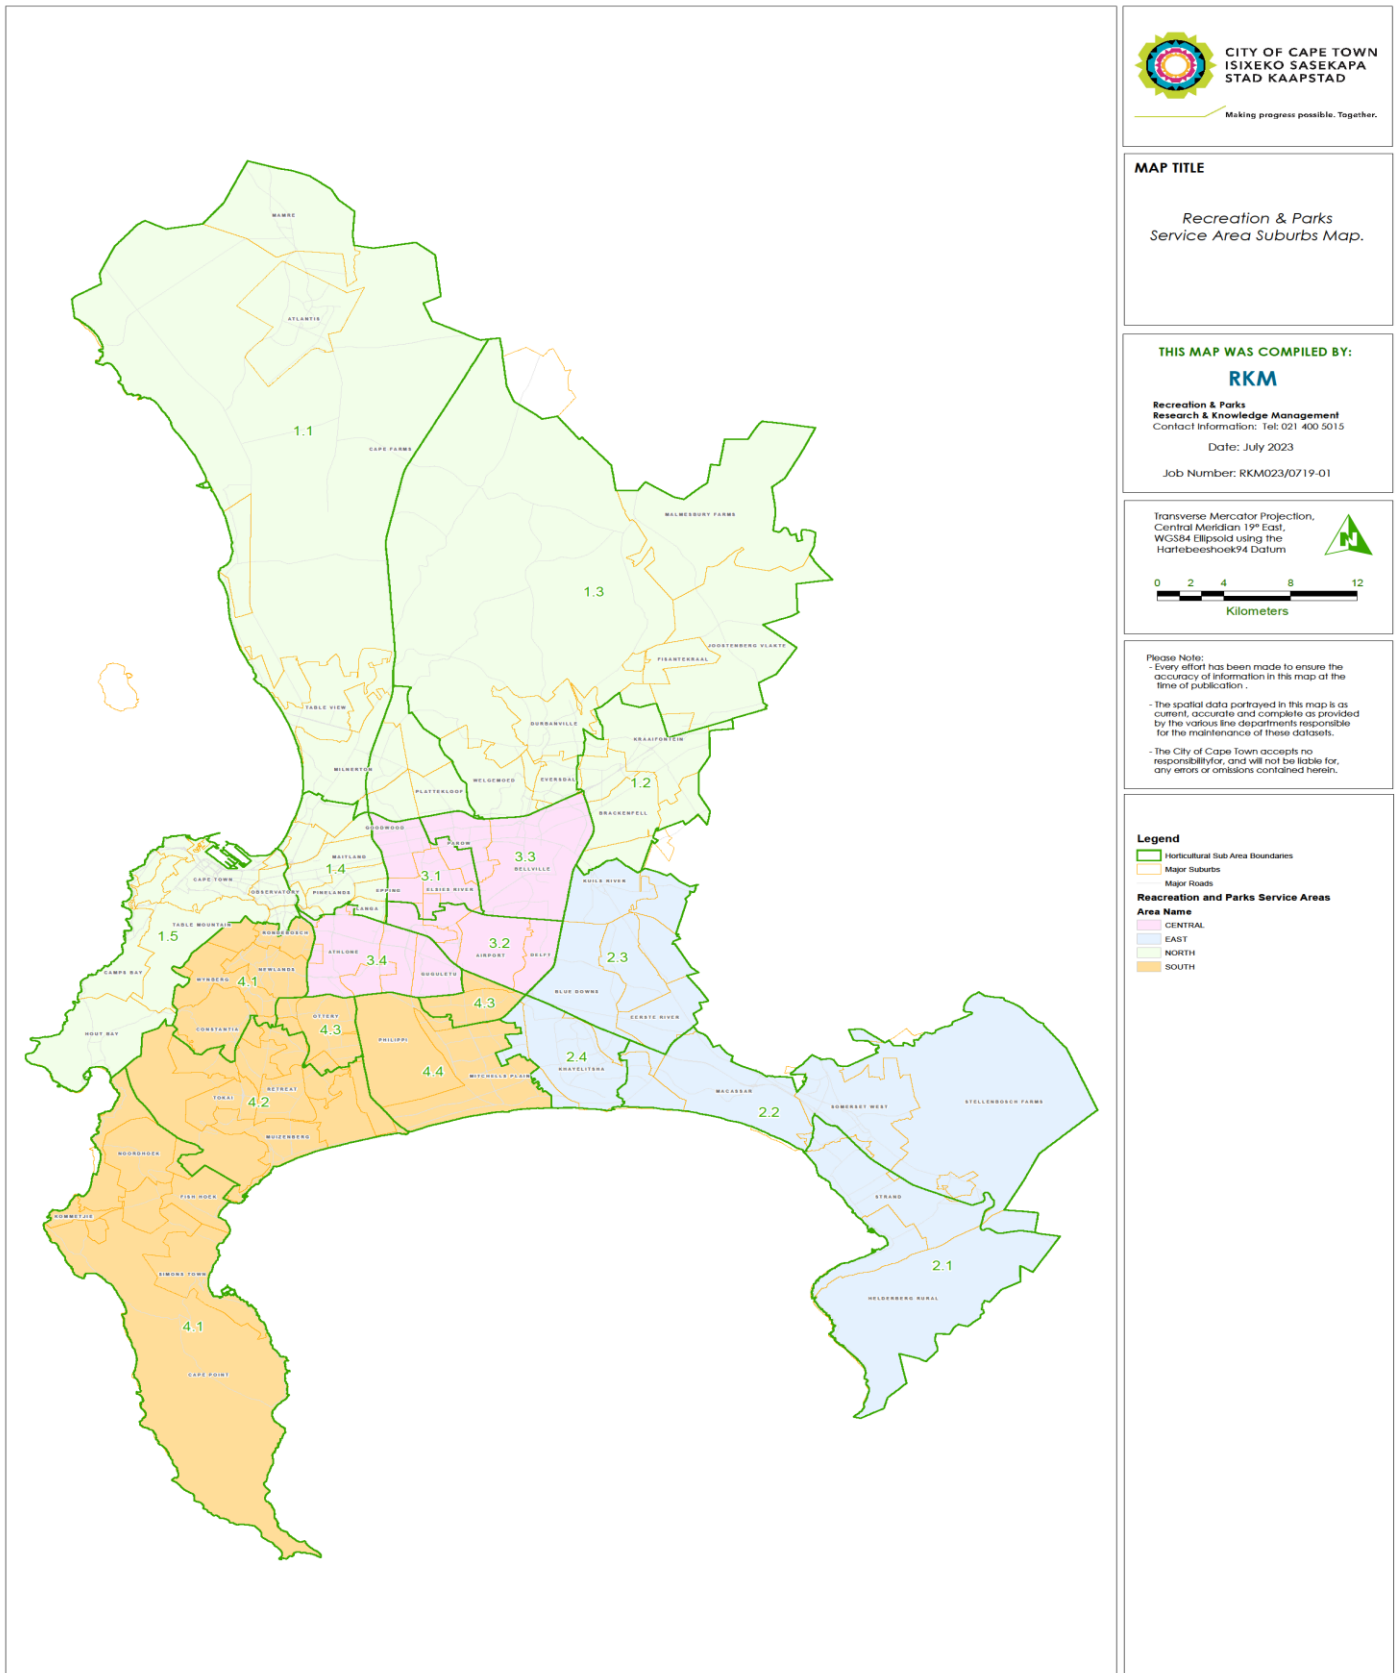 CITY OF CAPE TOWN
ISIXEKO SASEKAPA
STAD KAAPSTAD
Making progress possible. Together.
MAP TITLE
Recreation & Parks
Service Area Suburbs Map.
THIS MAP WAS COMPILED BY:
RKM
Recreation & Parks
Research & Knowledge Management
Contact Information: Tel: 021 400 5015
Date: July 2023
Job Number: RKM023/0719-01
Transverse Mercator Projection,
Central Meridian 19° East,
WGS84 Ellipsoid using the
Hartebeeshoek94 Datum
N
0 2 4 8 12
Kilometers
Please Note:
- Every effort has been made to ensure the
accuracy of information in this map at the
time of publication .
- The spatial data portrayed in this map is as
current, accurate and complete as provided
by the various line departments responsible
for the maintenance of these datasets.
- The City of Cape Town accepts no
responsibilityfor, and will not be liable for,
any errors or omissions contained herein.
Legend
Horticultural Sub Area Boundaries
Major Suburbs
Major Roads
Reacreation and Parks Service Areas
Area Name
CENTRAL
EAST
NORTH
SOUTH
MAMRE
ATLANTIS
1.1
CAPE FARMS
MALMESBURY FARMS
1.3
JOOSTENBERG VLAKTE
FISANTEKRAAL
TABLE VIEW
DURBANVILLE
KRAAIFONTEIN
MILNERTON
WELGEMOED
EVERSDAL
1.2
PLATTEKLOOF
BRACKENFELL
GOODWOOD
PAROW
MAITLAND
3.3
1.4
BELLVILLE
3.1
CAPE TOWN
OBSERVATORY
PINELANDS
EPPING
ELSIES RIVER
KUILS RIVER
LANGA
TABLE MOUNTAIN
RONDEBOSCH
1.5
ATHLONE
3.2
AIRPORT
DELFT
3.4
2.3
CAMPS BAY
WYNBERG
NEWLANDS
4.1
GUGULETU
BLUE DOWNS
4.3
OTTERY
EERSTE RIVER
HOUT BAY
CONSTANTIA
4.3
PHILIPPI
2.4
KHAYELITSHA
4.4
MITCHELLS PLAIN
RETREAT
TOKAI
4.2
MACASSAR
2.2
SOMERSET WEST
STELLENBOSCH FARMS
MUIZENBERG
NOORDHOEK
FISH HOEK
STRAND
KOMMETJIE
SIMONS TOWN
2.1
HELDERBERG RURAL
4.1
CAPE POINT